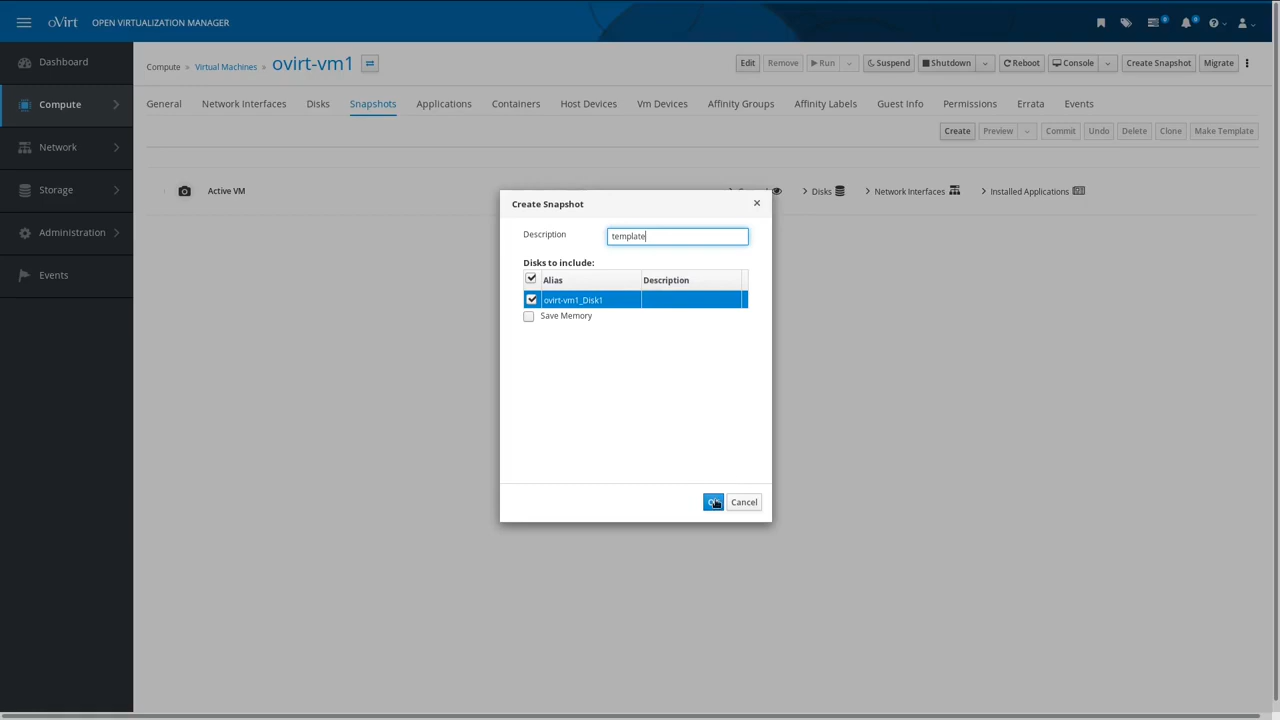 oVirt OPEN VIRTUALIZATION MANAGER 0 0
Dashboard
Compute
Network
Storage
Administration
Events
Compute » Virtual Machines » ovirt-vm1
Edit Remove Run Suspend Shutdown Reboot Console Create Snapshot Migrate
General Network Interfaces Disks Snapshots Applications Containers Host Devices Vm Devices Affinity Groups Affinity Labels Guest Info Permissions Errata Events
Create Preview Commit Undo Delete Clone Make Template
Active VM Disks Network Interfaces Installed Applications
Create Snapshot
Description template
Disks to include:
Alias Description
ovirt-vm1_Disk1
Save Memory
Cancel